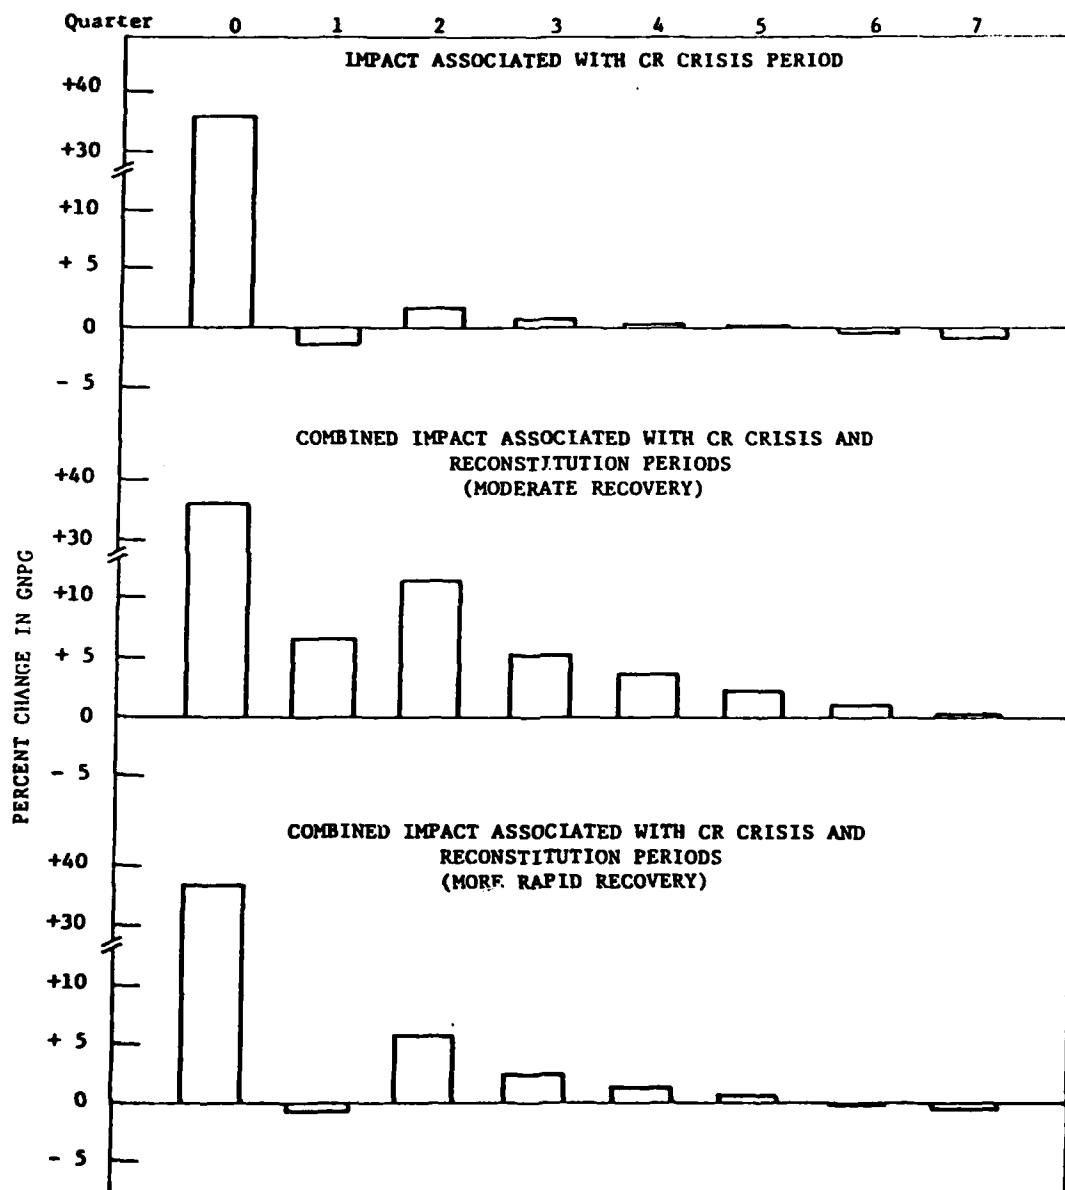 Quarter 0 1 2 3 4 5 6 7
IMPACT ASSOCIATED WITH CR CRISIS PERIOD
+40
+30
+10
+ 5
0
- 5
COMBINED IMPACT ASSOCIATED WITH CR CRISIS AND
RECONSTITUTION PERIODS
(MODERATE RECOVERY)
+40
+30
+10
+ 5
0
- 5
PERCENT CHANGE IN GNPG
COMBINED IMPACT ASSOCIATED WITH CR CRISIS AND
RECONSTITUTION PERIODS
(MORE RAPID RECOVERY)
+40
+30
+10
+ 5
0
- 5